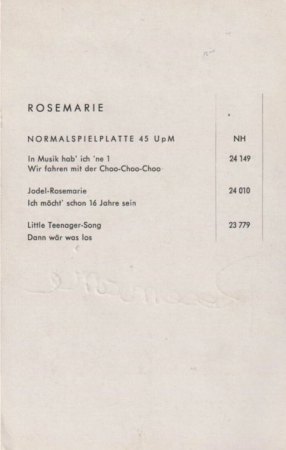 ROSEMARIE
NORMALSPIELPLATTE 45 UpM NH
In Musik hab' ich 'ne 1 24 149
Wir fahren mit der Choo-Choo-Choo
Jodel-Rosemarie 24 010
Ich möcht' schon 16 Jahre sein
Little Teenager-Song 23 779
Dann wär was los